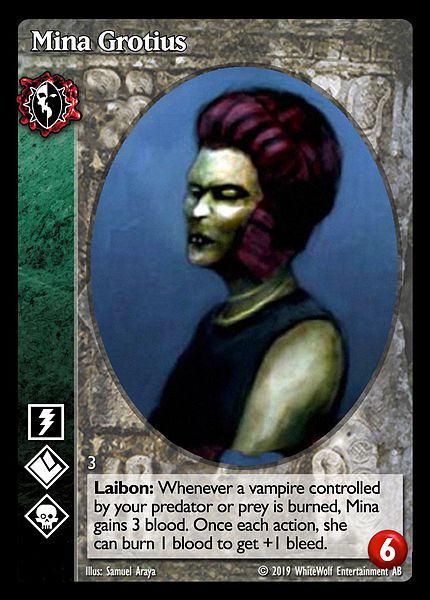 Mina Grotius
3
Laibon: Whenever a vampire controlled
by your predator or prey is burned, Mina
gains 3 blood. Once each action, she
can burn 1 blood to get +1 bleed.
6
Illus: Samuel Araya © 2019 WhiteWolf Entertainment AB